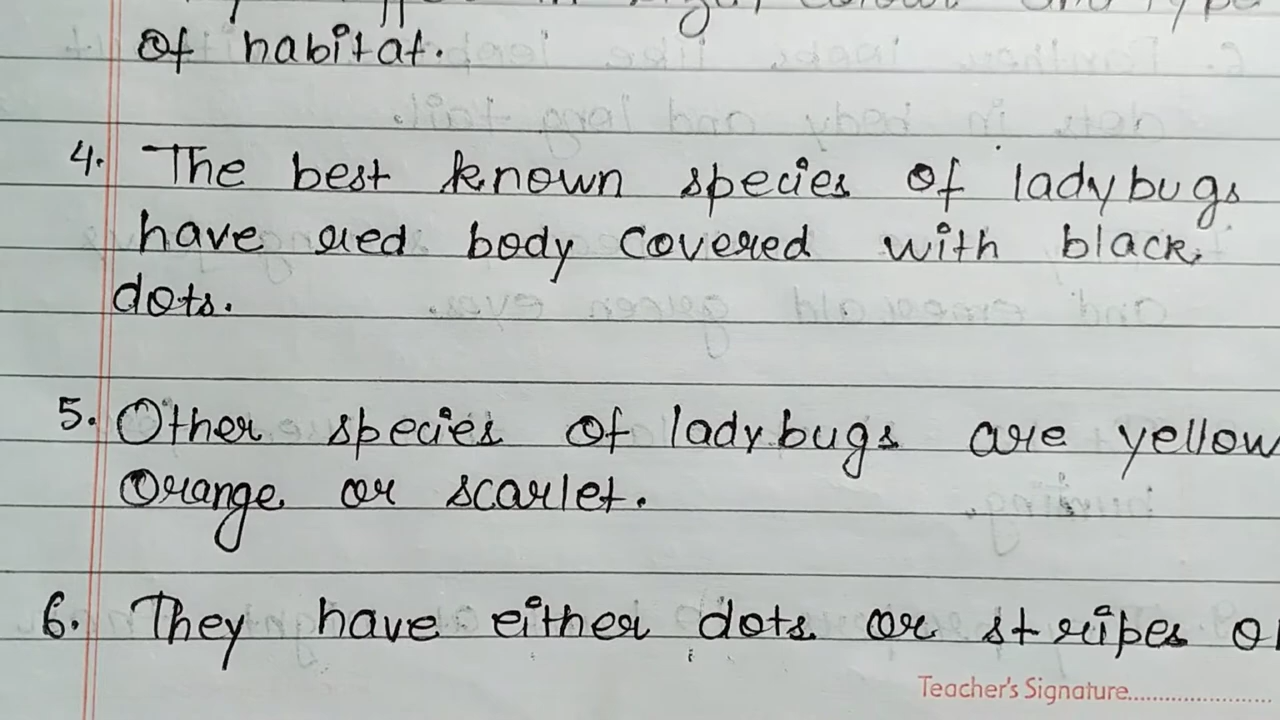 of habitat.
4. The best known species of ladybugs
have red body covered with black
dots.
5. Other species of ladybugs are yellow
Orange or scarlet.
6. They have either dots or stripes
Teacher's Signature........................